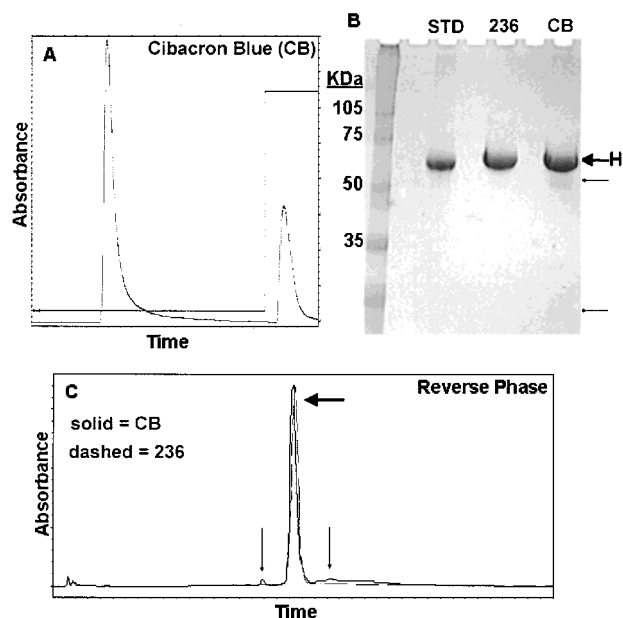 A
Cibacron Blue (CB)
Absorbance
Time
B
STD 236 CB
KDa
105
75
50
35
H
C
Reverse Phase
solid = CB
dashed = 236
Absorbance
Time